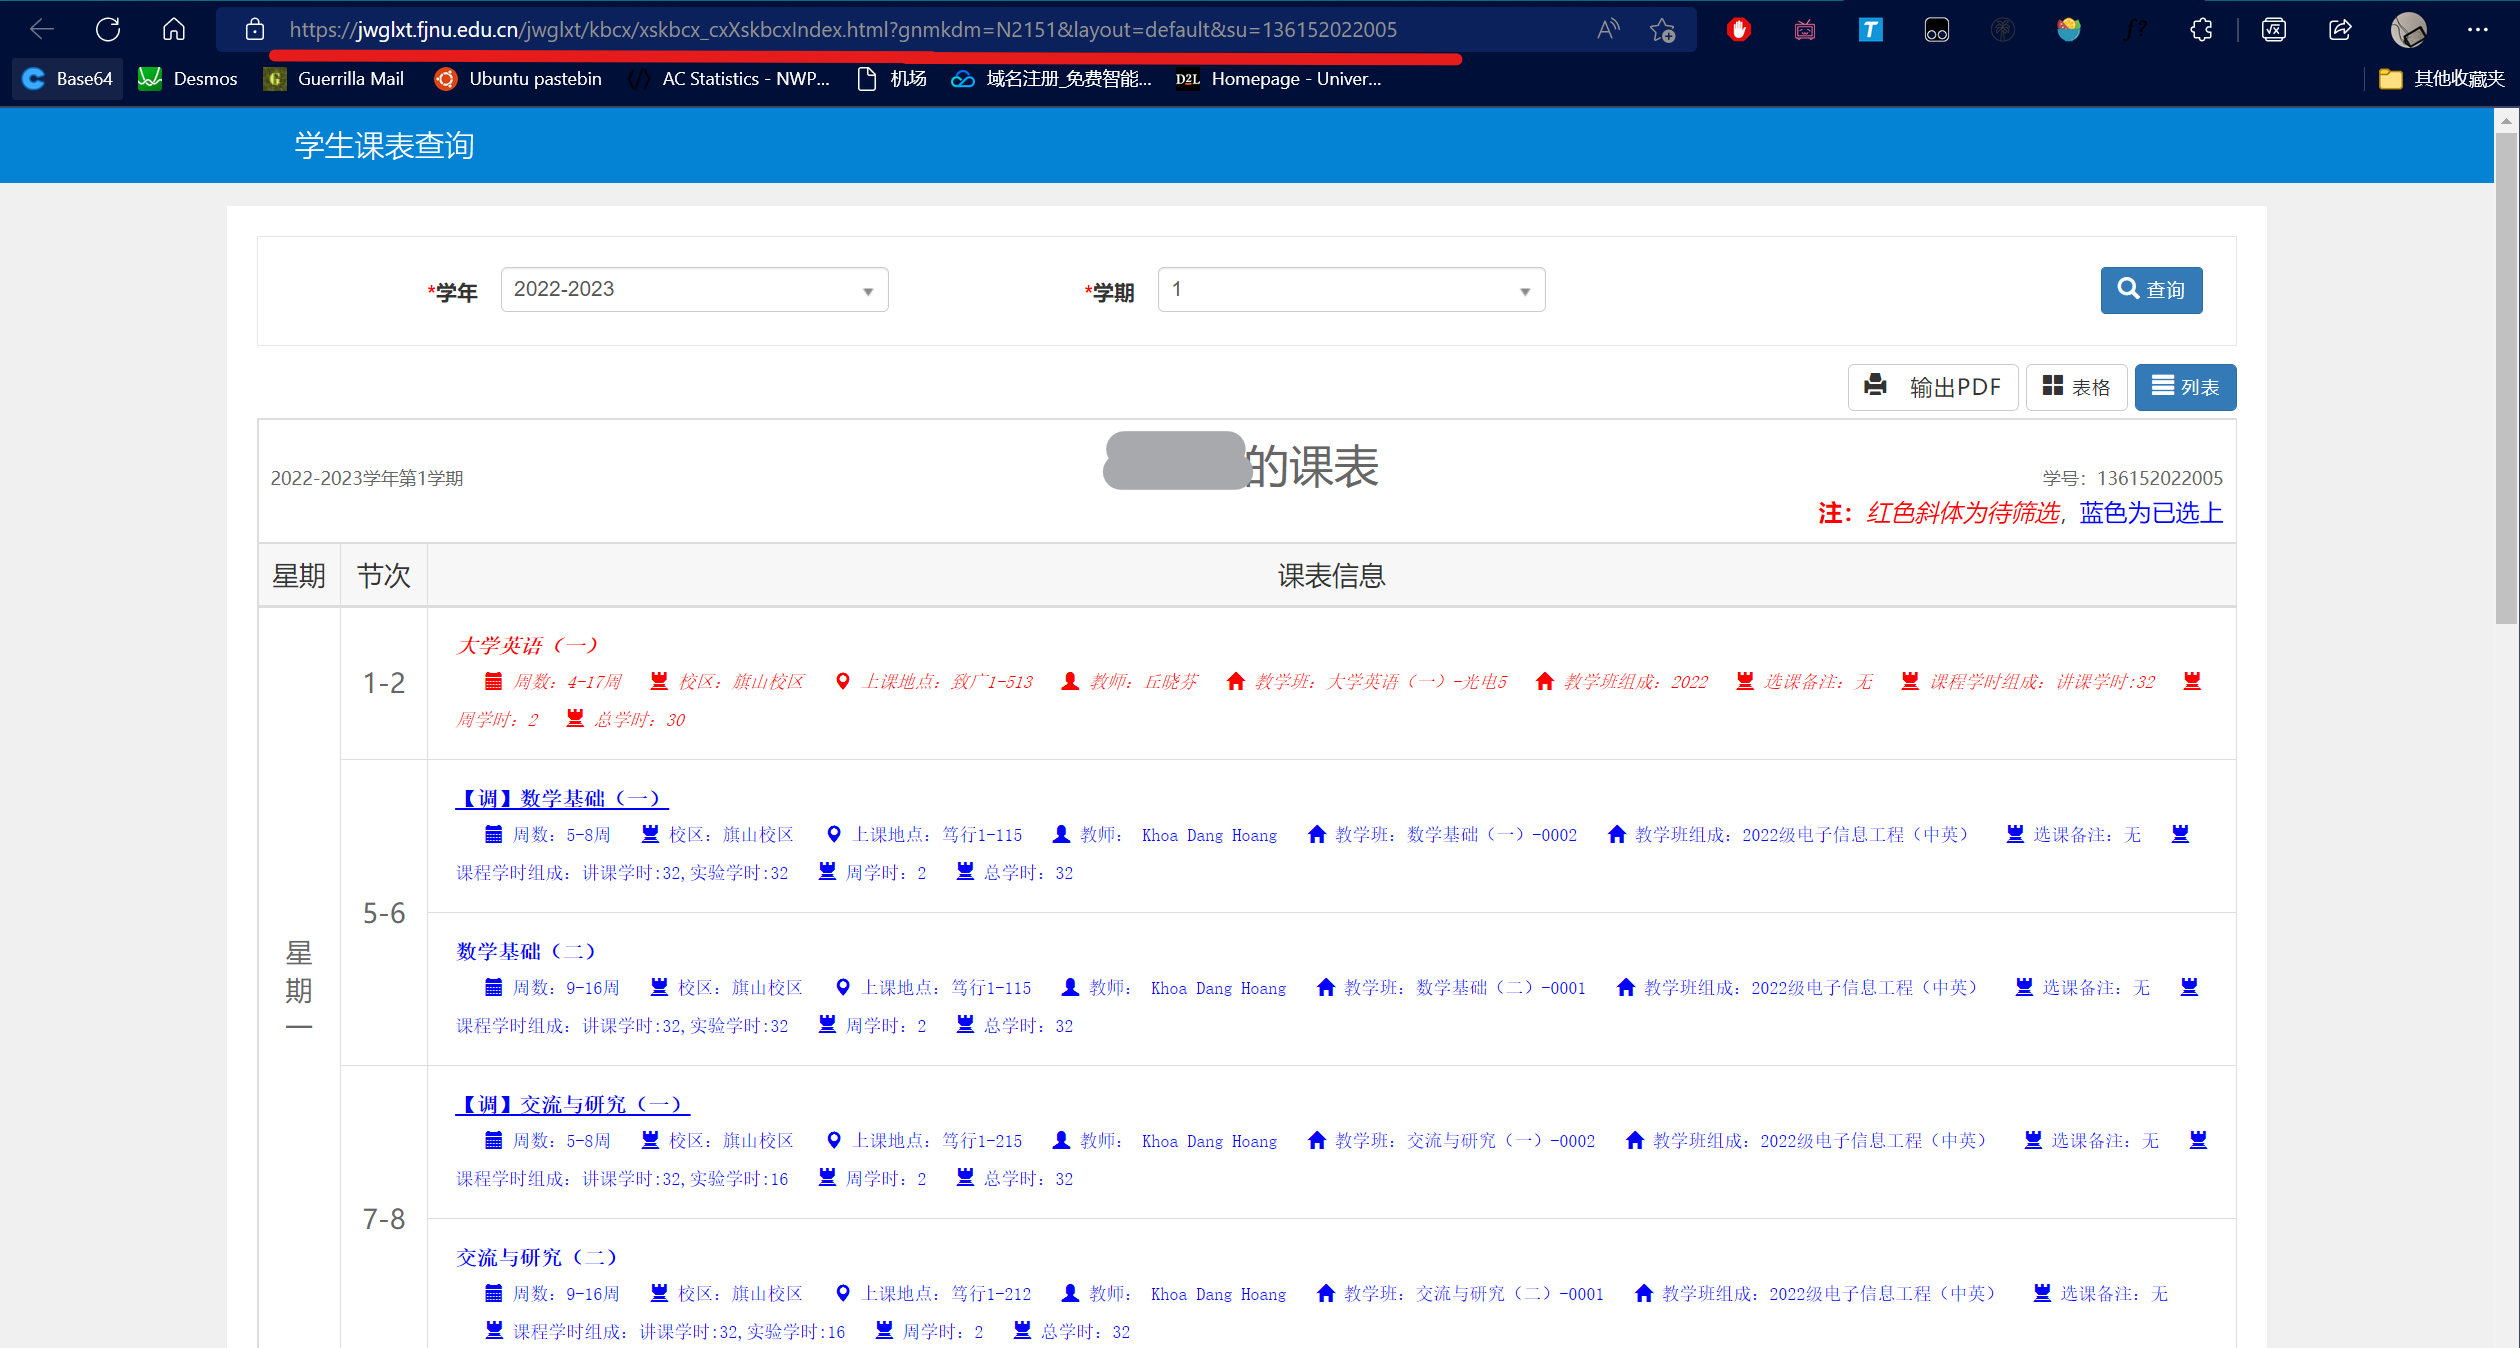 https://jwglxt.fjnu.edu.cn/jwglxt/kbcx/xskbcx_cxXskbcxIndex.html?gnmkdm=N2151&layout=default&su=136152022005
Base64 Desmos Guerrilla Mail Ubuntu pastebin AC Statistics - NWP... 机场 域名注册_免费智能... D2L Homepage - Univer... 其他收藏夹
学生课表查询
*学年 2022-2023 *学期 1 查询
输出PDF 表格 列表
的课表
2022-2023学年第1学期 学号：136152022005
注：红色斜体为待筛选，蓝色为已选上
星期 节次 课表信息
星期一
1-2
大学英语（一）
周数：4-17周 校区：旗山校区 上课地点：致广1-513 教师：丘晓芬 教学班：大学英语（一）-光电5 教学班组成：2022 选课备注：无 课程学时组成：讲课学时:32
周学时：2 总学时：30
5-6
【调】数学基础（一）
周数：5-8周 校区：旗山校区 上课地点：笃行1-115 教师： Khoa Dang Hoang 教学班：数学基础（一）-0002 教学班组成：2022级电子信息工程（中英） 选课备注：无
课程学时组成：讲课学时:32,实验学时:32 周学时：2 总学时：32
数学基础（二）
周数：9-16周 校区：旗山校区 上课地点：笃行1-115 教师： Khoa Dang Hoang 教学班：数学基础（二）-0001 教学班组成：2022级电子信息工程（中英） 选课备注：无
课程学时组成：讲课学时:32,实验学时:32 周学时：2 总学时：32
7-8
【调】交流与研究（一）
周数：5-8周 校区：旗山校区 上课地点：笃行1-215 教师： Khoa Dang Hoang 教学班：交流与研究（一）-0002 教学班组成：2022级电子信息工程（中英） 选课备注：无
课程学时组成：讲课学时:32,实验学时:16 周学时：2 总学时：32
交流与研究（二）
周数：9-16周 校区：旗山校区 上课地点：笃行1-212 教师： Khoa Dang Hoang 教学班：交流与研究（二）-0001 教学班组成：2022级电子信息工程（中英） 选课备注：无
课程学时组成：讲课学时:32,实验学时:16 周学时：2 总学时：32